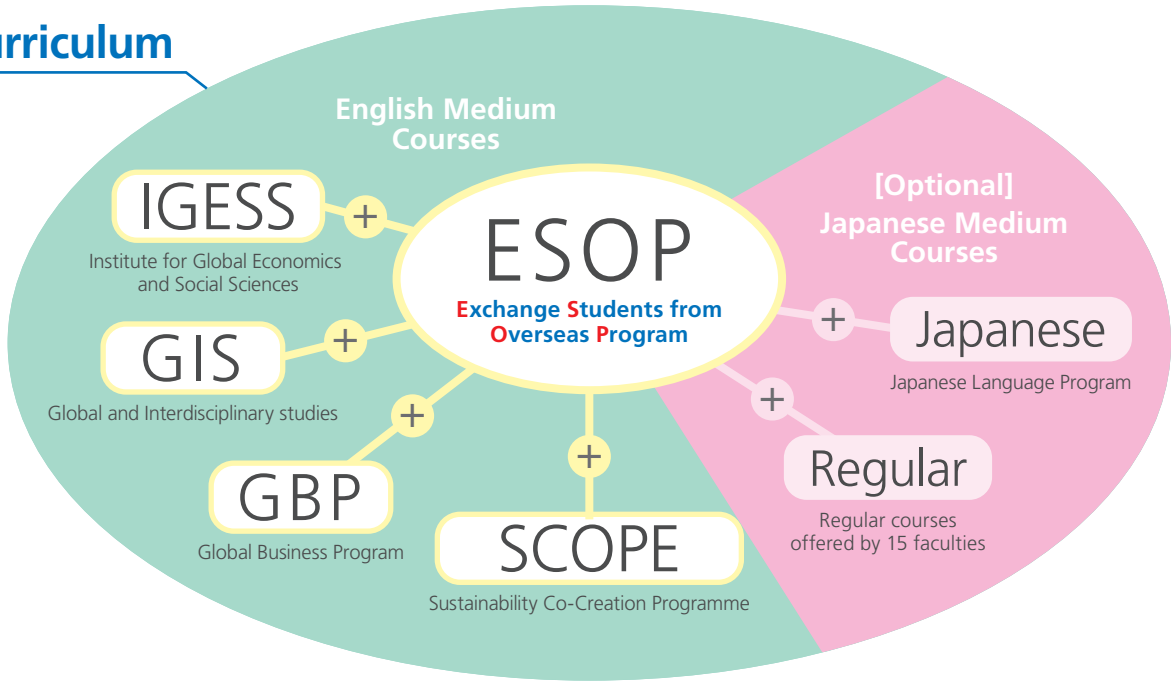 urriculum
English Medium
Courses
IGESS
Institute for Global Economics
and Social Sciences
GIS
Global and Interdisciplinary studies
GBP
Global Business Program
SCOPE
Sustainability Co-Creation Programme
ESOP
Exchange Students from
Overseas Program
[Optional]
Japanese Medium
Courses
Japanese
Japanese Language Program
Regular
Regular courses
offered by 15 faculties
+
+
+
+
+
+